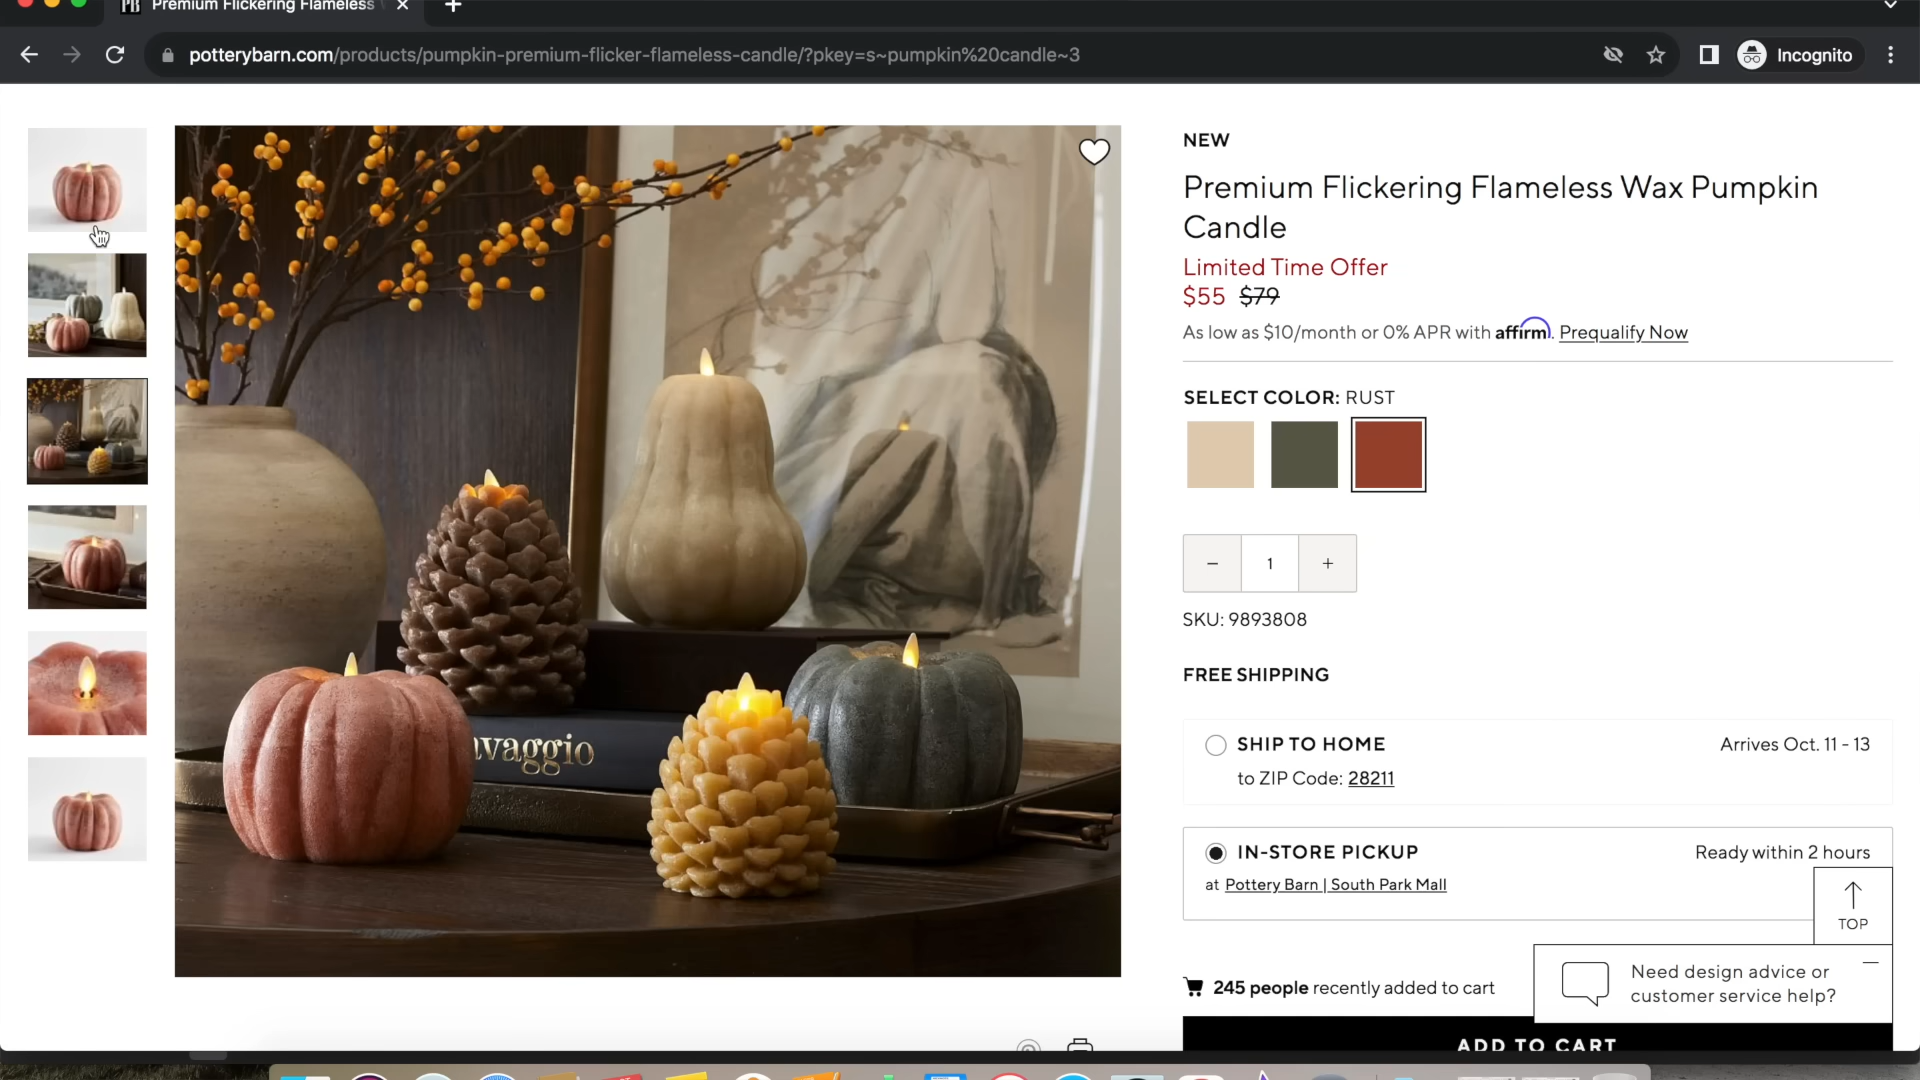 PB Premium Flickering Flameless
potterybarn.com/products/pumpkin-premium-flicker-flameless-candle/?pkey=s~pumpkin%20candle~3
Incognito
NEW
Premium Flickering Flameless Wax Pumpkin
Candle
Limited Time Offer
$55 $79
As low as $10/month or 0% APR with affirm. Prequalify Now
SELECT COLOR: RUST
− 1 +
SKU: 9893808
FREE SHIPPING
SHIP TO HOME
Arrives Oct. 11 - 13
to ZIP Code: 28211
IN-STORE PICKUP
Ready within 2 hours
at Pottery Barn | South Park Mall
TOP
245 people recently added to cart
Need design advice or
customer service help?
ADD TO CART
avaggio